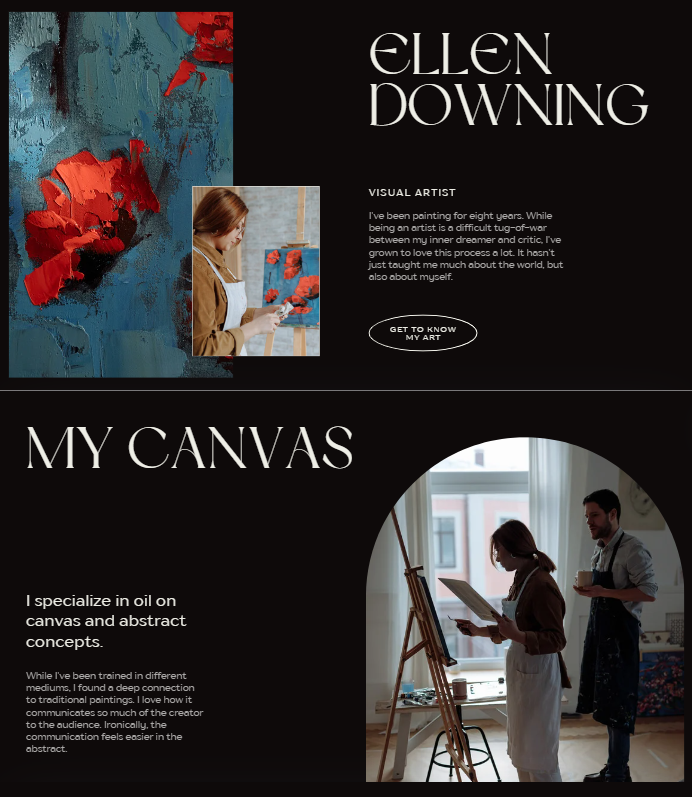 ELLEN
DOWNING
VISUAL ARTIST
I've been painting for eight years. While
being an artist is a difficult tug-of-war
between my inner dreamer and critic, I've
grown to love this process a lot. It hasn't
just taught me much about the world, but
also about myself.
GET TO KNOW
MY ART
MY CANVAS
I specialize in oil on
canvas and abstract
concepts.
While I've been trained in different
mediums, I found a deep connection
to traditional paintings. I love how it
communicates so much of the creator
to the audience. Ironically, the
communication feels easier in the
abstract.